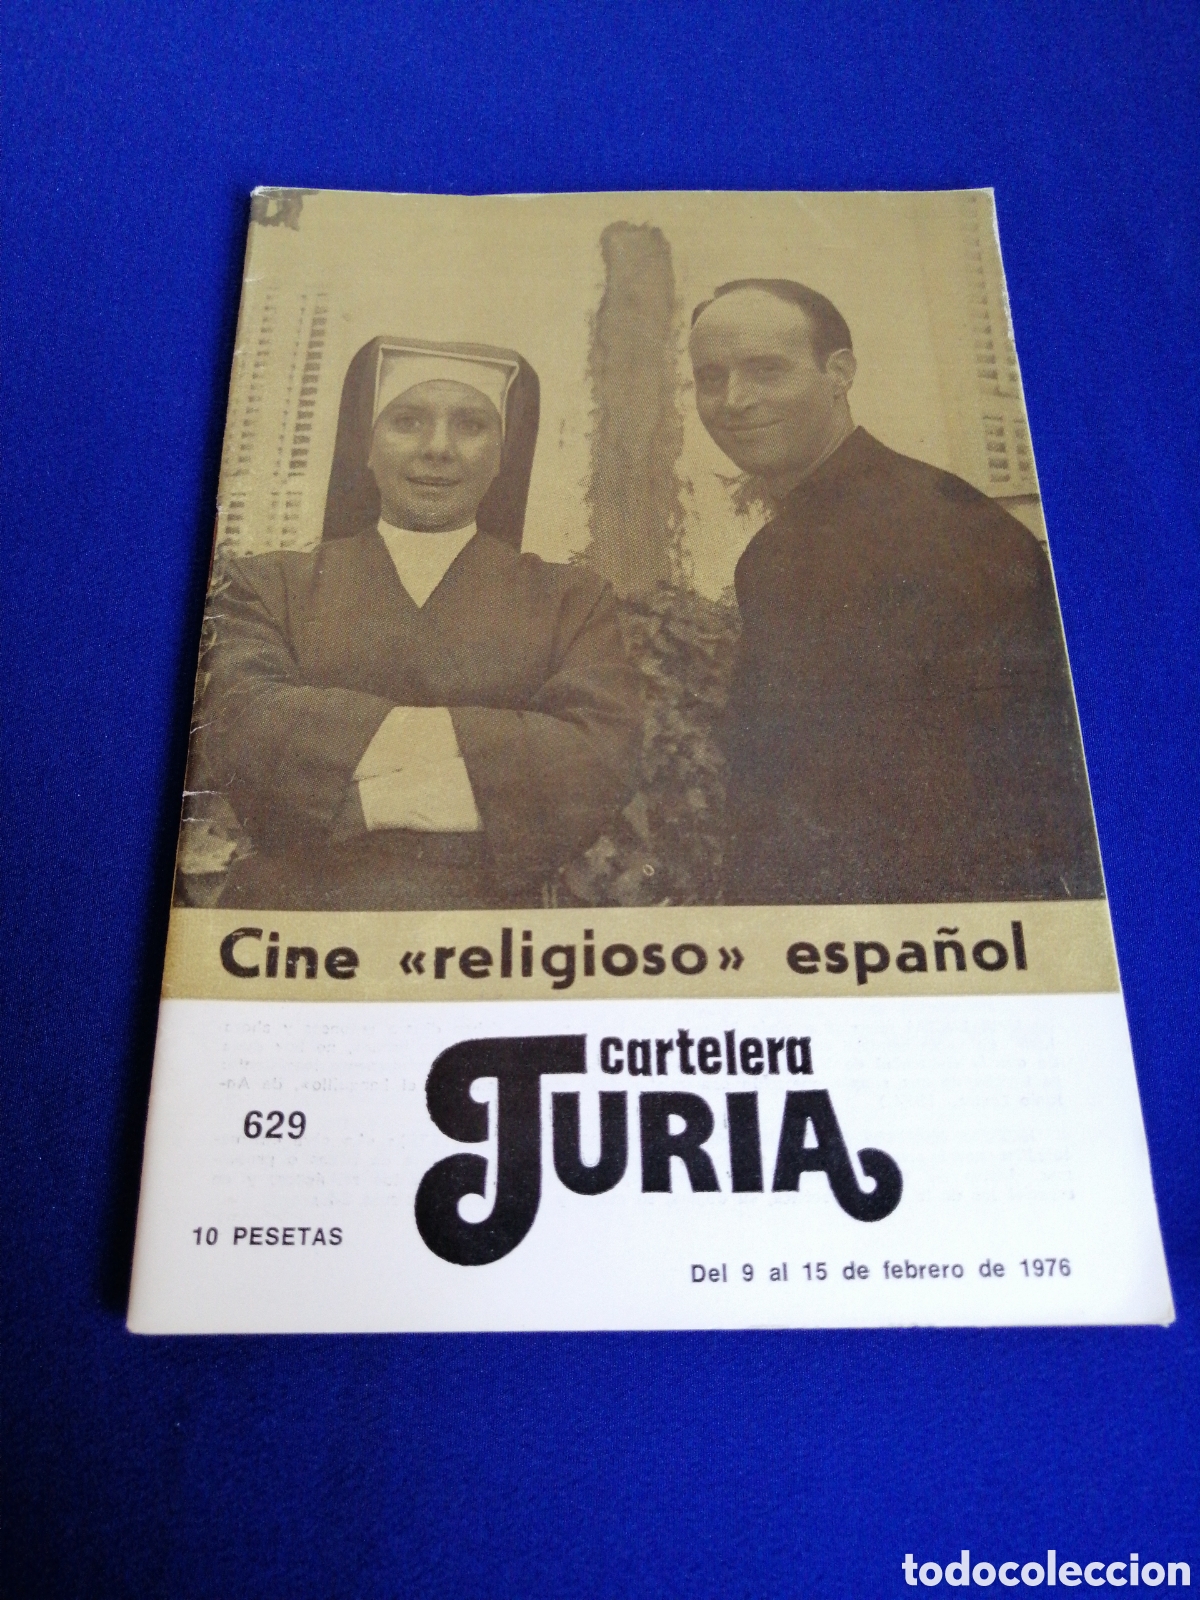 Cine «religioso» español
cartelera
TURIA
629
10 PESETAS
Del 9 al 15 de febrero de 1976
todocoleccion